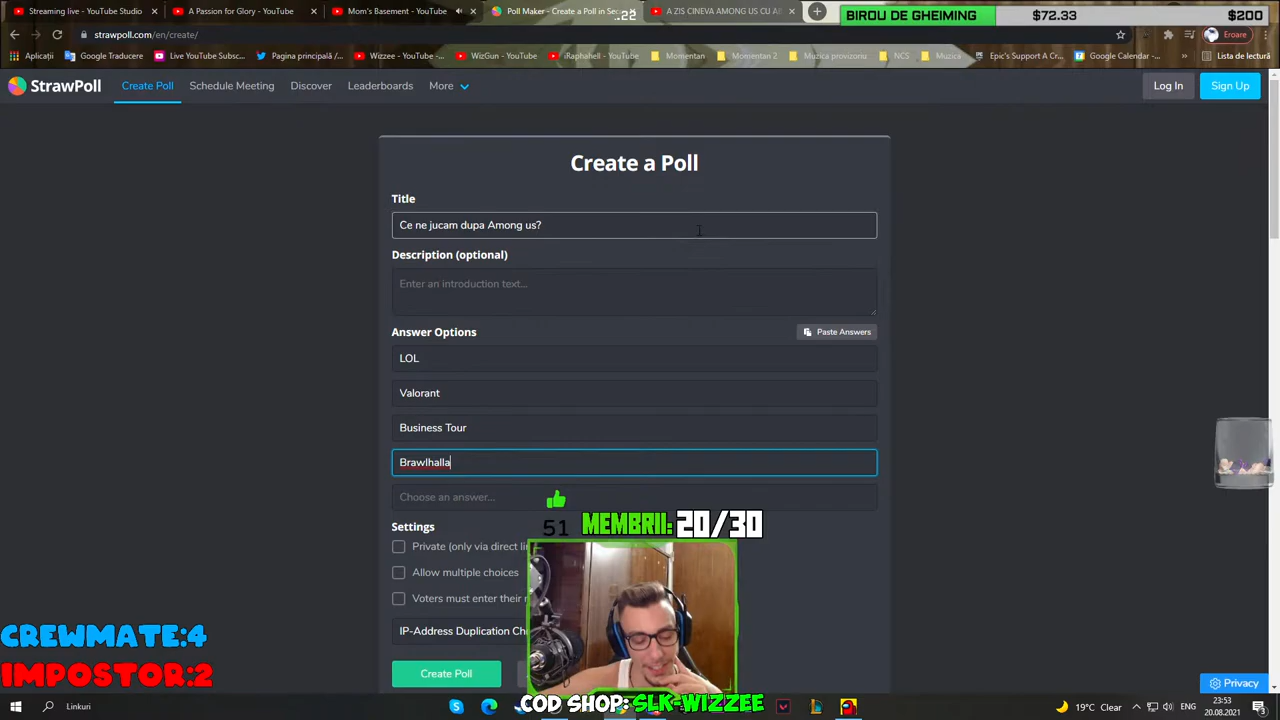 Streaming live - YouTube Studio
A Passion for Glory - YouTube
Mom's Basement - YouTube
Poll Maker - Create a Poll in Sec
22
A ZIS CINEVA AMONG US CU AB
BIROU DE GHEIMING
$72.33
$200
strawpoll.com/en/create/
Eroare
Aplicații
Google Traducere
Live YouTube Subsc...
Pagina principală /...
Wizzee - YouTube -...
WizGun - YouTube
iRaphahell - YouTube
Momentan
Momentan 2
Muzica provizoriu
NCS
Muzica
Epic's Support A Cr...
Google Calendar -...
Lista de lectură
StrawPoll
Create Poll
Schedule Meeting
Discover
Leaderboards
More
Log In
Sign Up
Create a Poll
Title
Ce ne jucam dupa Among us?
Description (optional)
Enter an introduction text...
Answer Options
Paste Answers
LOL
Valorant
Business Tour
Brawlhalla
Choose an answer...
Settings
51
MEMBRII: 20/30
Private (only via direct lin
Allow multiple choices
Voters must enter their
CREWMATE:4
IP-Address Duplication Che
IMPOSTOR:2
Create Poll
Privacy
COD SHOP: SLK-WIZZEE
Linkuri
19°C Clear
ENG
23:53
20.08.2021